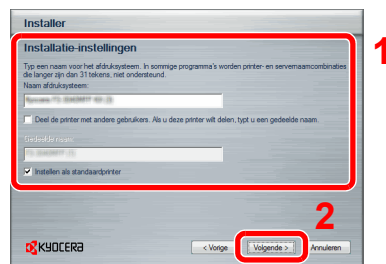 Installer
Installatie-instellingen
Typ een naam voor het afdruksysteem. In sommige programma's worden printer- en servernaamcombinaties
die langer zijn dan 31 tekens, niet ondersteund.
Naam afdruksysteem:
Deel de printer met andere gebruikers. Als u deze printer wilt delen, typt u een gedeelde naam.
Gedeelde naam:
Instellen als standaardprinter
1
2
KYOCERA
< Vorige
Volgende >
Annuleren